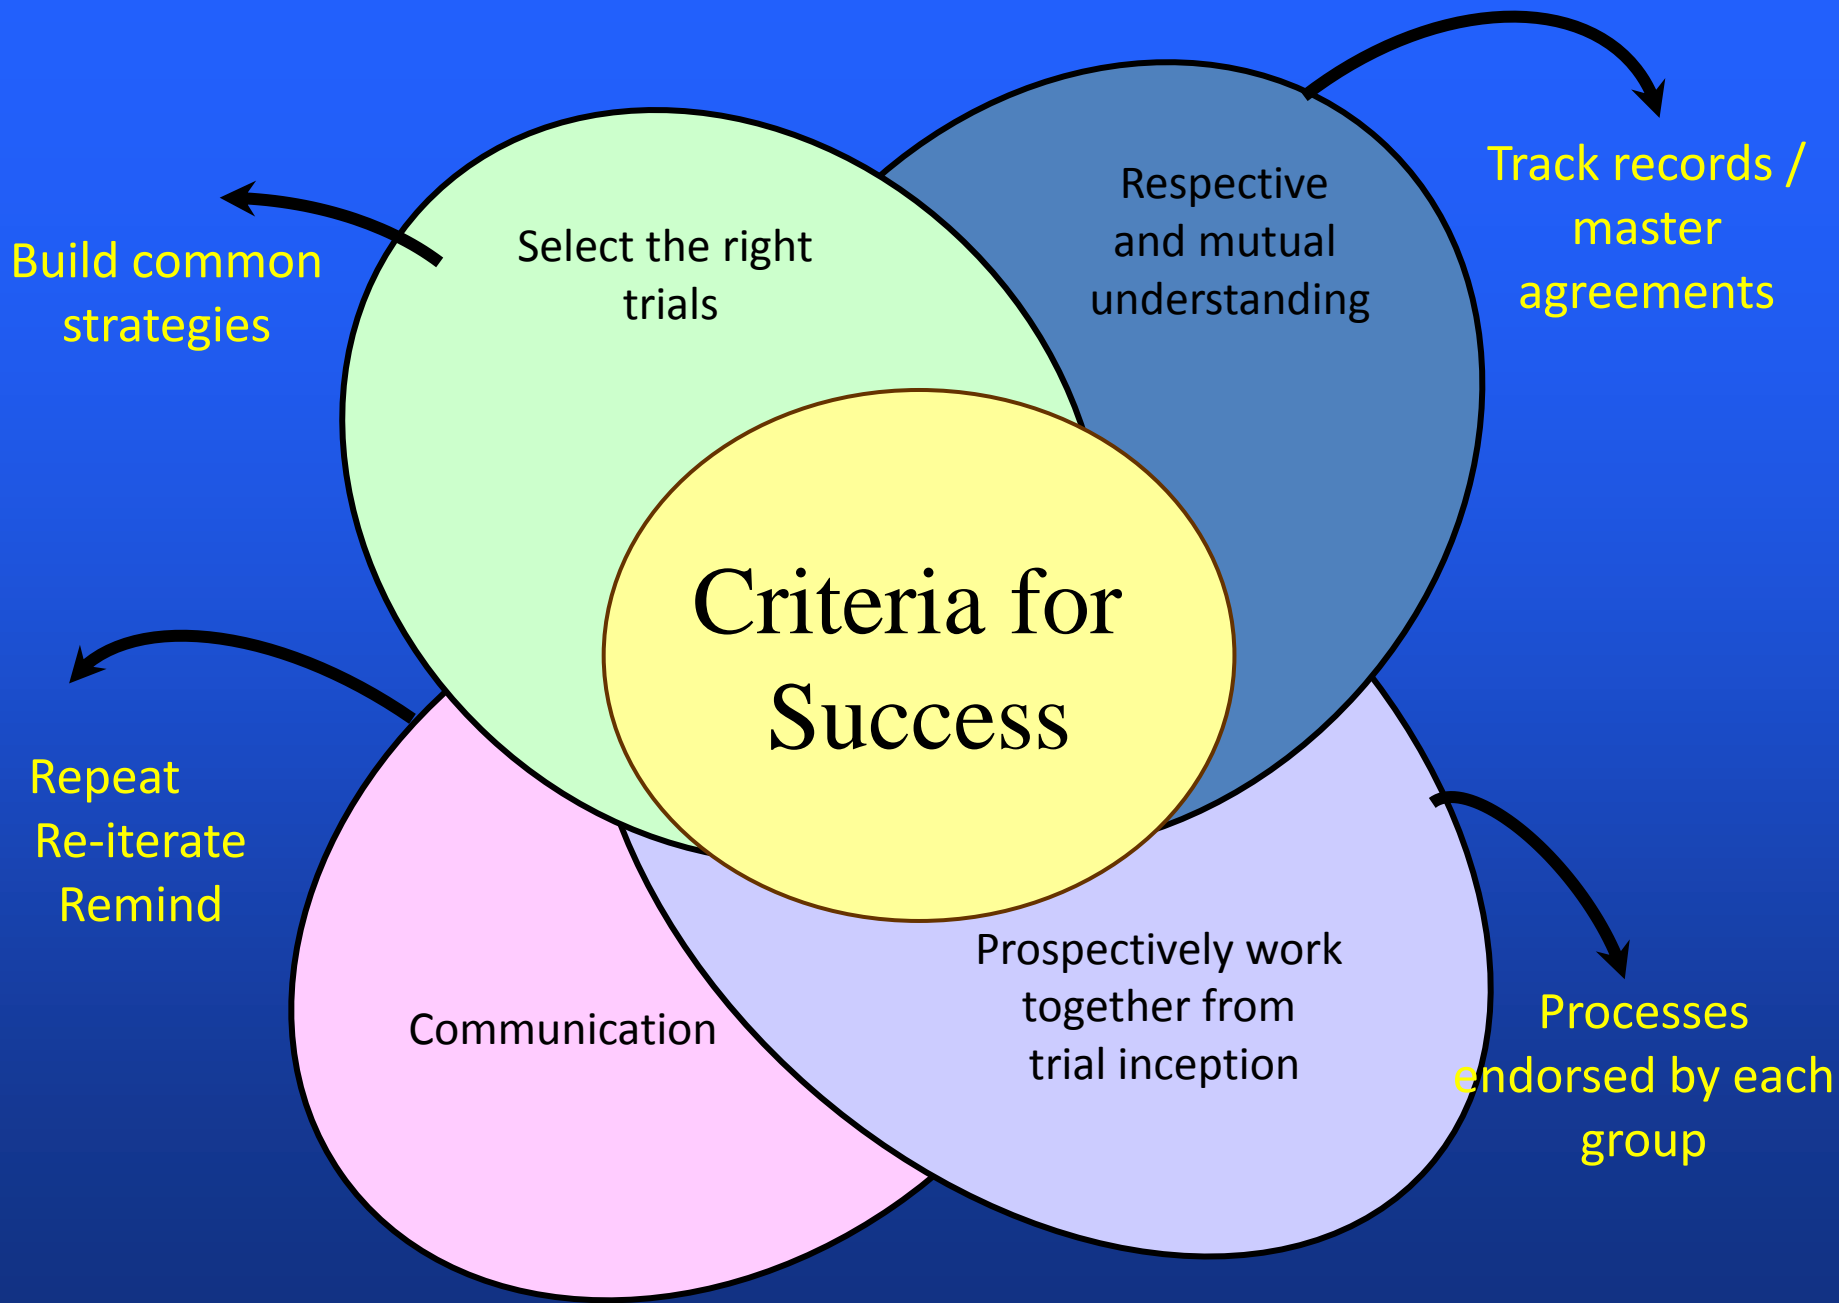 Build common
strategies
Select the right
trials
Respective
and mutual
understanding
Track records /
master
agreements
Criteria for
Success
Repeat
Re-iterate
Remind
Communication
Prospectively work
together from
trial inception
Processes
endorsed by each
group